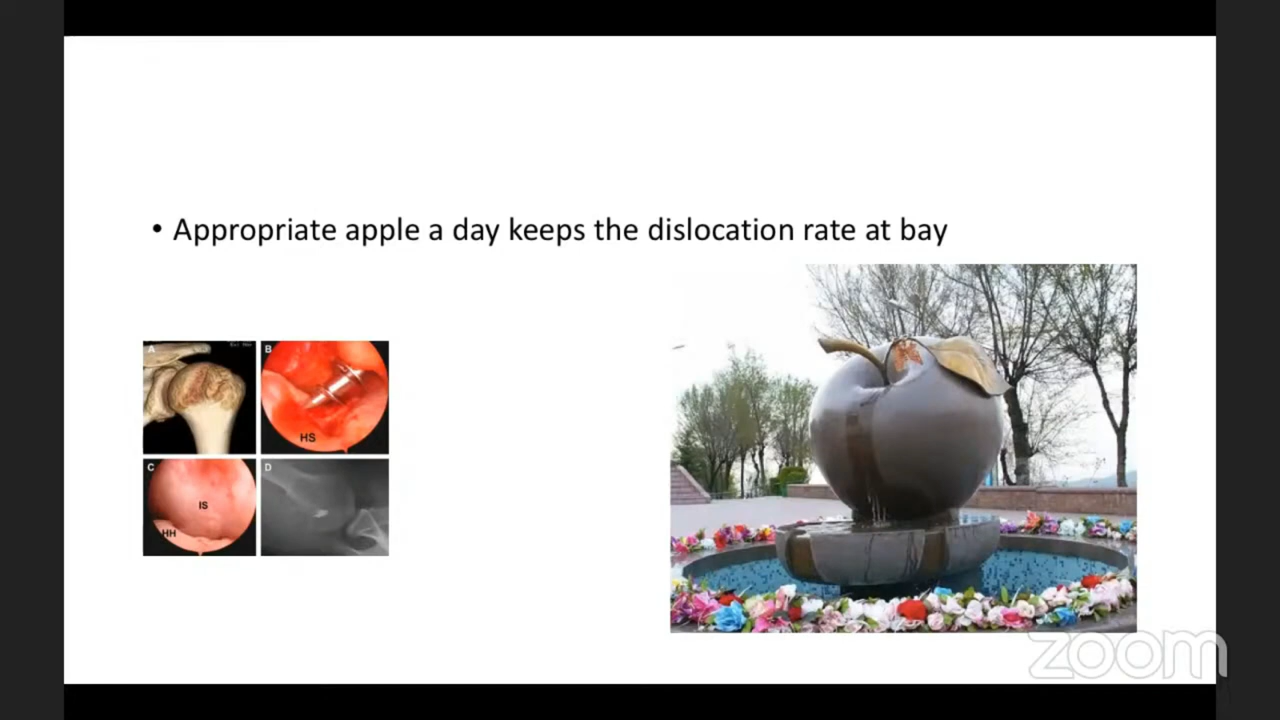 • Appropriate apple a day keeps the dislocation rate at bay
A
B
HS
C
IS
HH
D
zoom